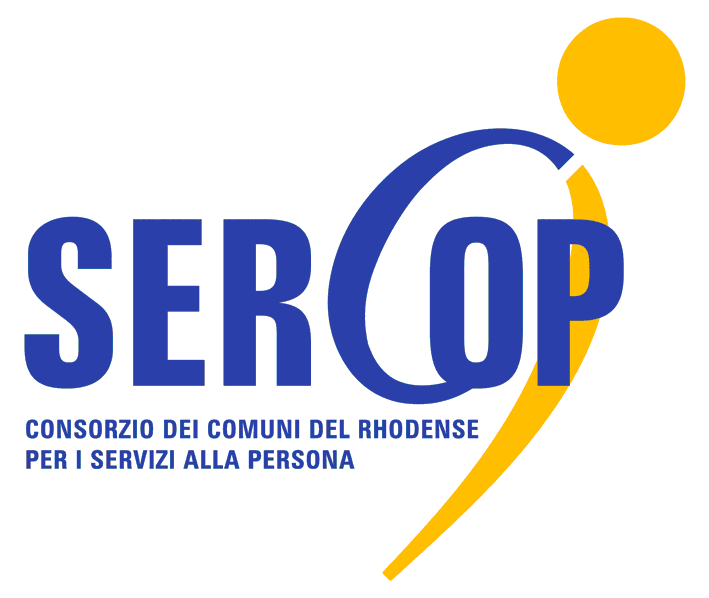 SERCOP
CONSORZIO DEI COMUNI DEL RHODENSE
PER I SERVIZI ALLA PERSONA